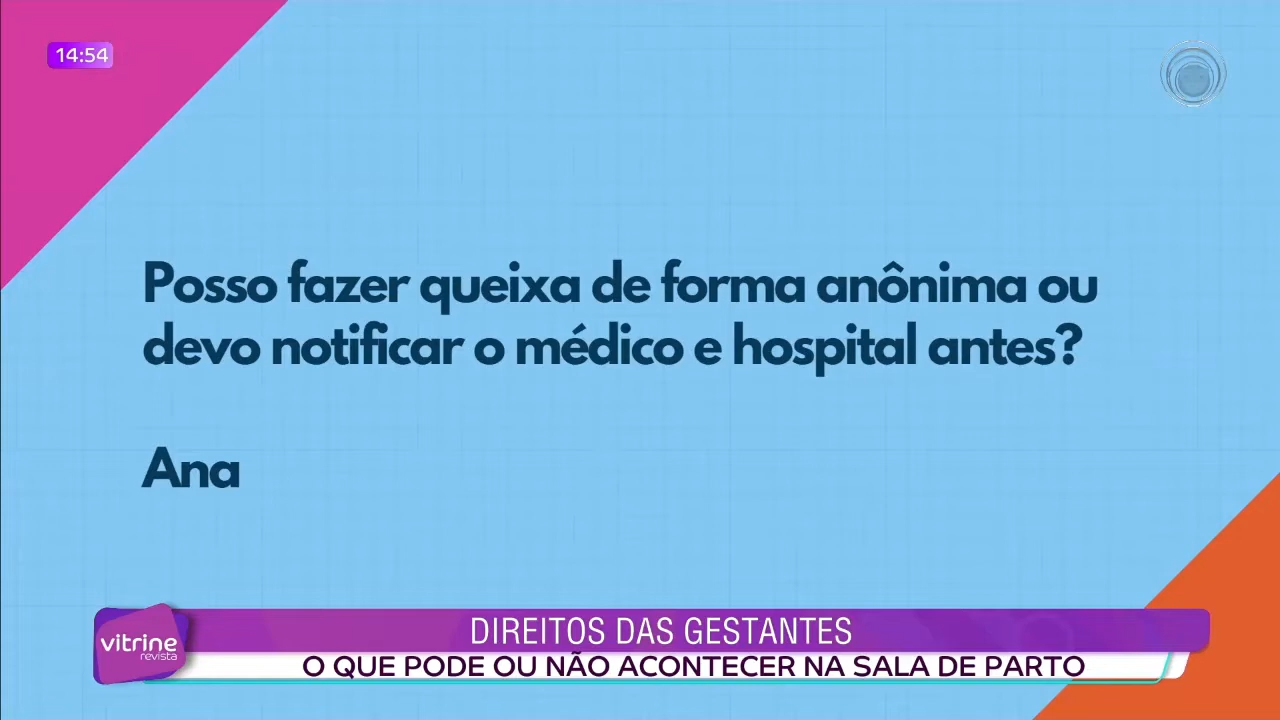 14:54
Posso fazer queixa de forma anônima ou
devo notificar o médico e hospital antes?
Ana
vitrine
revista
DIREITOS DAS GESTANTES
O QUE PODE OU NÃO ACONTECER NA SALA DE PARTO